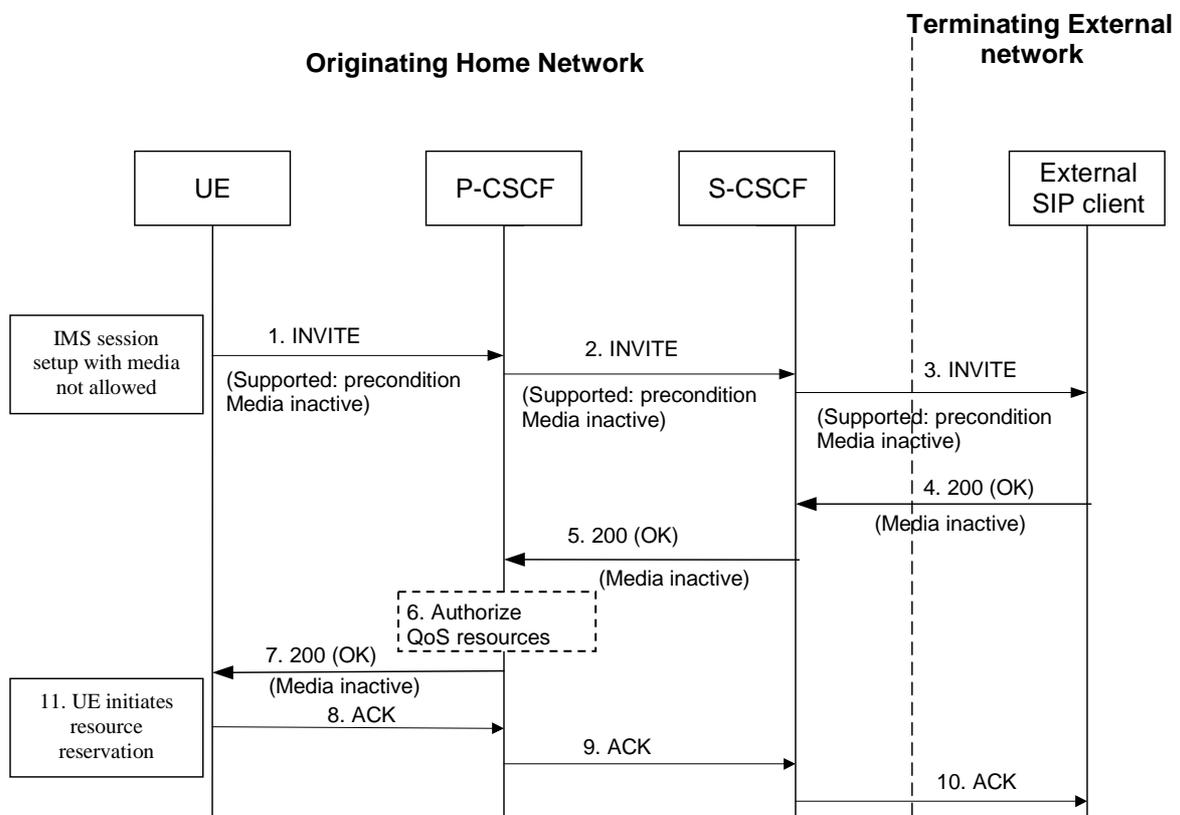 Terminating External
network
Originating Home Network
UE
P-CSCF
S-CSCF
External
SIP client
IMS session
setup with media
not allowed
1. INVITE
(Supported: precondition
Media inactive)
2. INVITE
(Supported: precondition
Media inactive)
3. INVITE
(Supported: precondition
Media inactive)
4. 200 (OK)
(Media inactive)
5. 200 (OK)
(Media inactive)
6. Authorize
QoS resources
7. 200 (OK)
(Media inactive)
11. UE initiates
resource
reservation
8. ACK
9. ACK
10. ACK